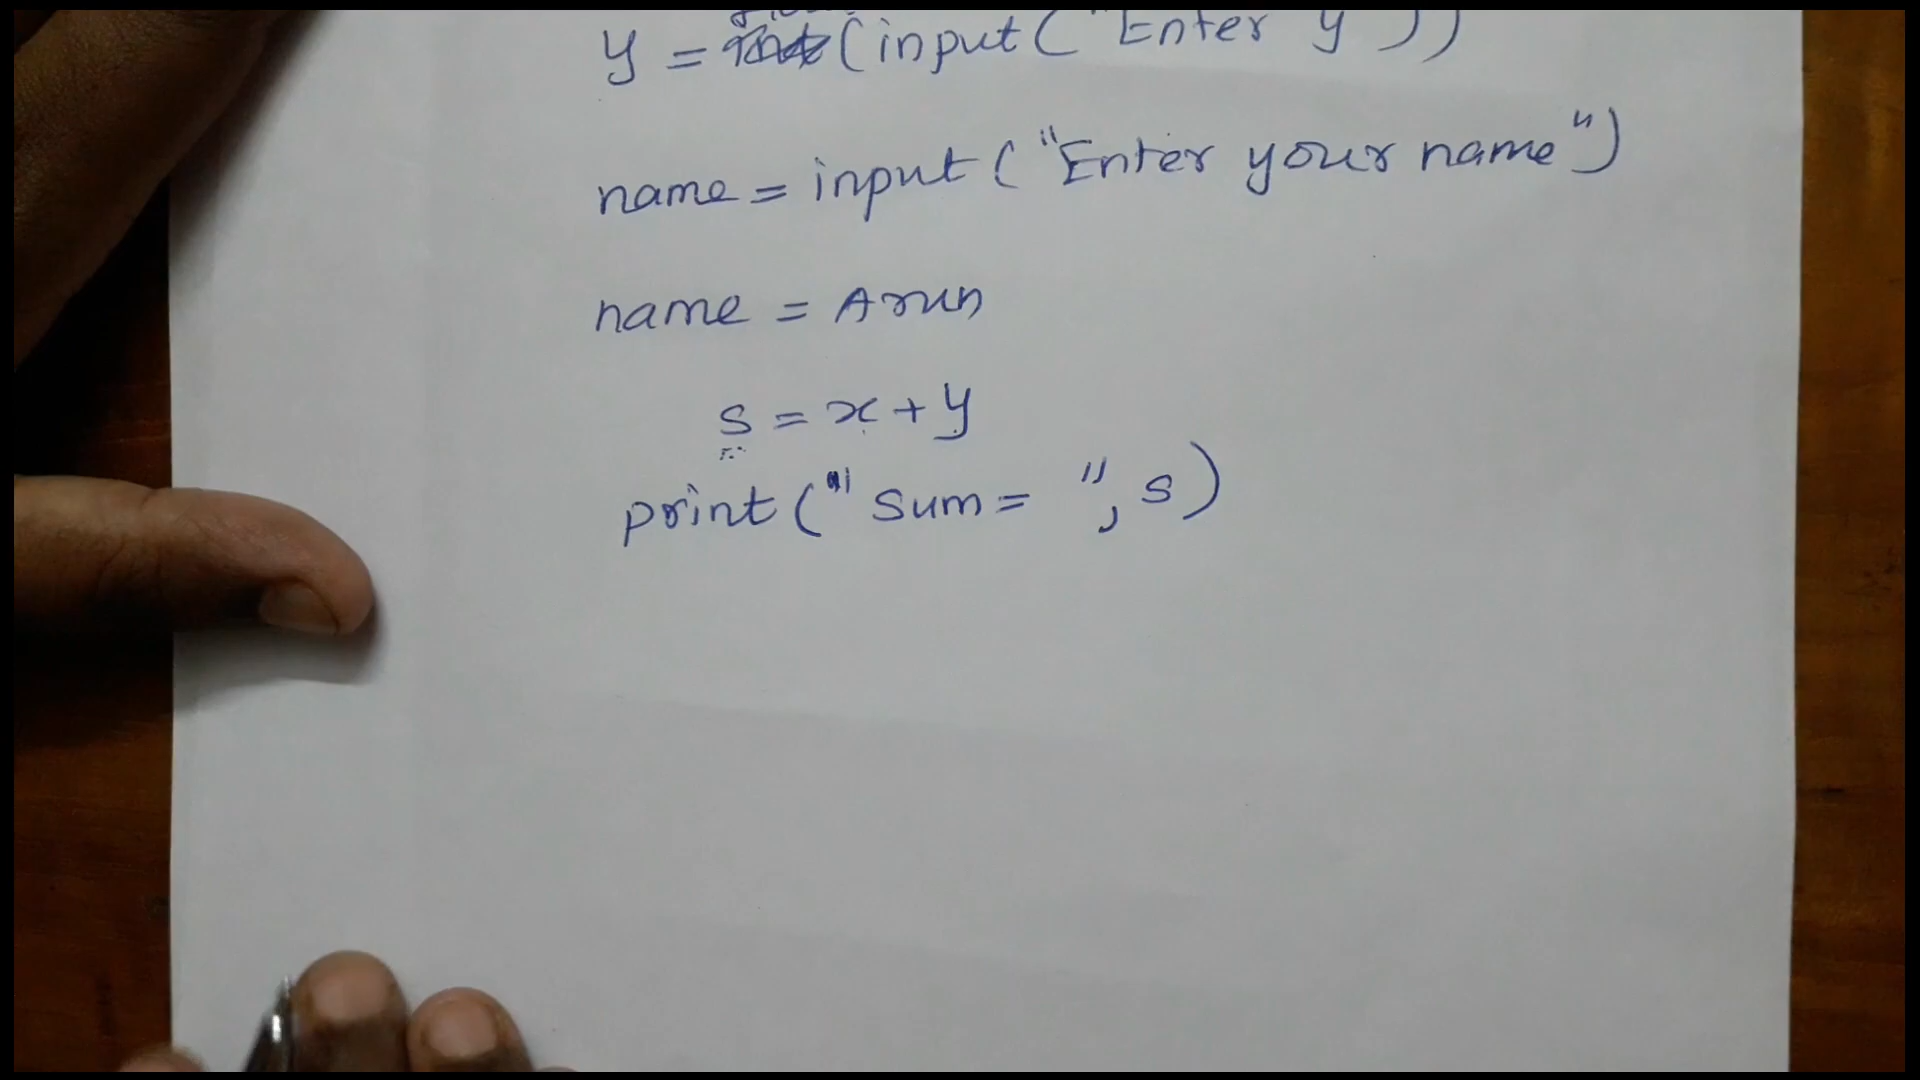 y = (input("Enter y"))
name = input("Enter your name")
name = Arun
s = x + y
print("sum= ", s)